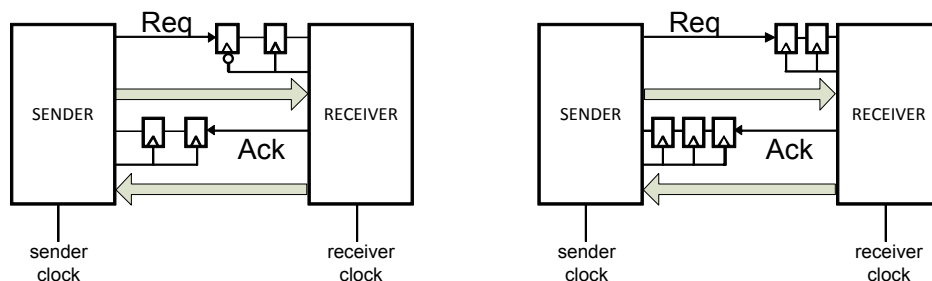 Req
SENDER
RECEIVER
Ack
sender
clock
receiver
clock
Req
SENDER
RECEIVER
Ack
sender
clock
receiver
clock